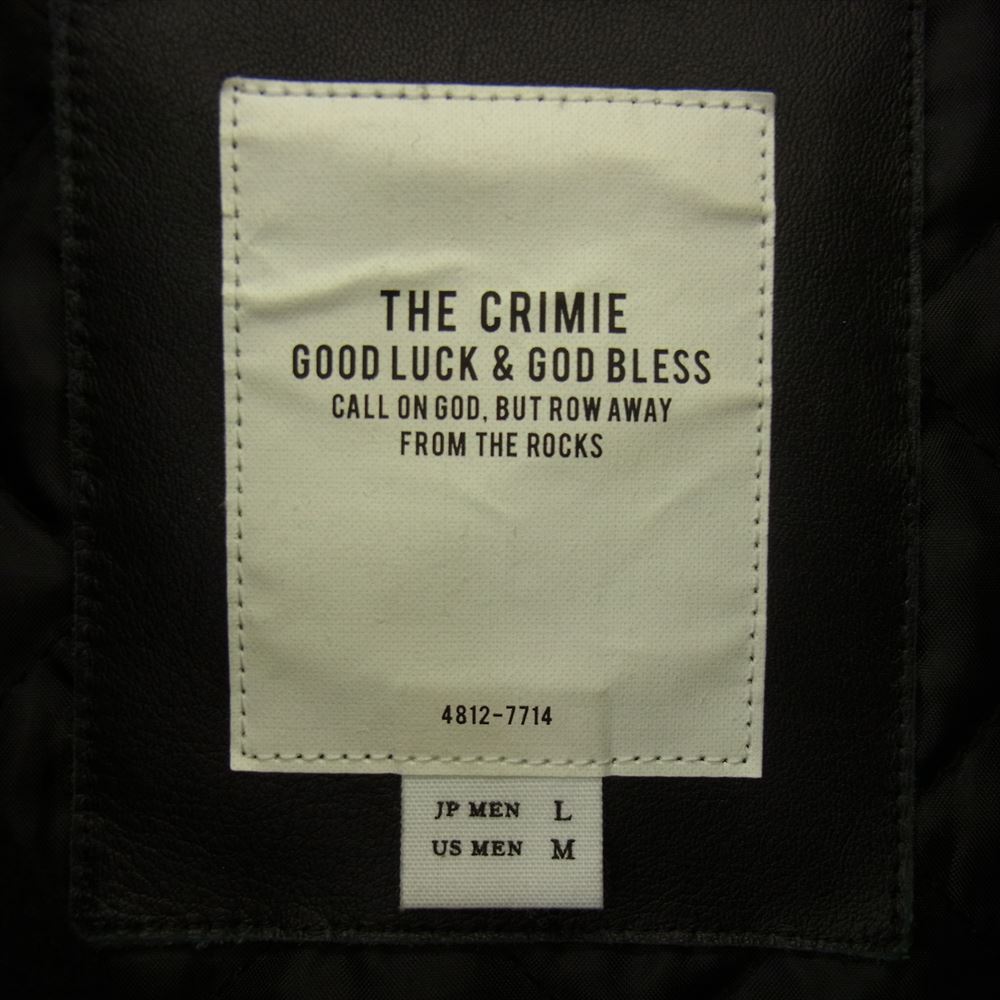 THE CRIMIE
GOOD LUCK & GOD BLESS
CALL ON GOD, BUT ROW AWAY
FROM THE ROCKS
4812-7714
JP MEN L
US MEN M